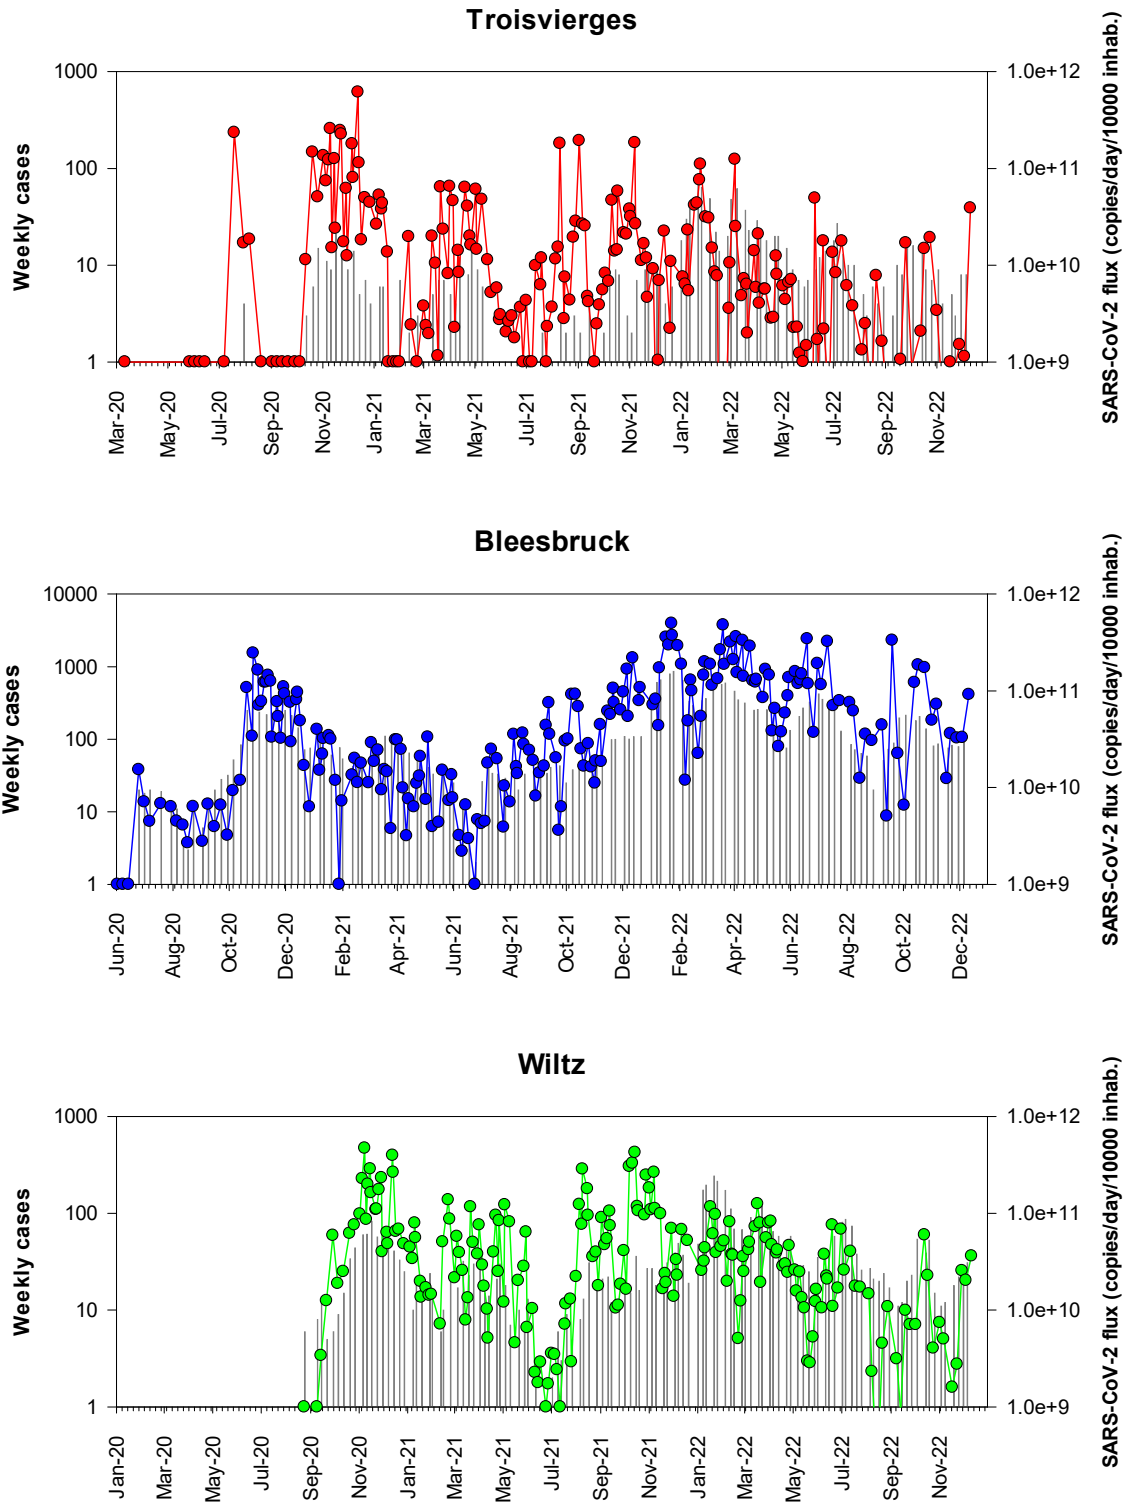 Troisvierges
Weekly cases
1000
100
10
1
1.0e+12
1.0e+11
1.0e+10
1.0e+9
SARS-CoV-2 flux (copies/day/10000 inhab.)
Mar-20
May-20
Jul-20
Sep-20
Nov-20
Jan-21
Mar-21
May-21
Jul-21
Sep-21
Nov-21
Jan-22
Mar-22
May-22
Jul-22
Sep-22
Nov-22
Bleesbruck
Weekly cases
10000
1000
100
10
1
1.0e+12
1.0e+11
1.0e+10
1.0e+9
SARS-CoV-2 flux (copies/day/10000 inhab.)
Jun-20
Aug-20
Oct-20
Dec-20
Feb-21
Apr-21
Jun-21
Aug-21
Oct-21
Dec-21
Feb-22
Apr-22
Jun-22
Aug-22
Oct-22
Dec-22
Wiltz
Weekly cases
1000
100
10
1
1.0e+12
1.0e+11
1.0e+10
1.0e+9
SARS-CoV-2 flux (copies/day/10000 inhab.)
Jan-20
Mar-20
May-20
Jul-20
Sep-20
Nov-20
Jan-21
Mar-21
May-21
Jul-21
Sep-21
Nov-21
Jan-22
Mar-22
May-22
Jul-22
Sep-22
Nov-22